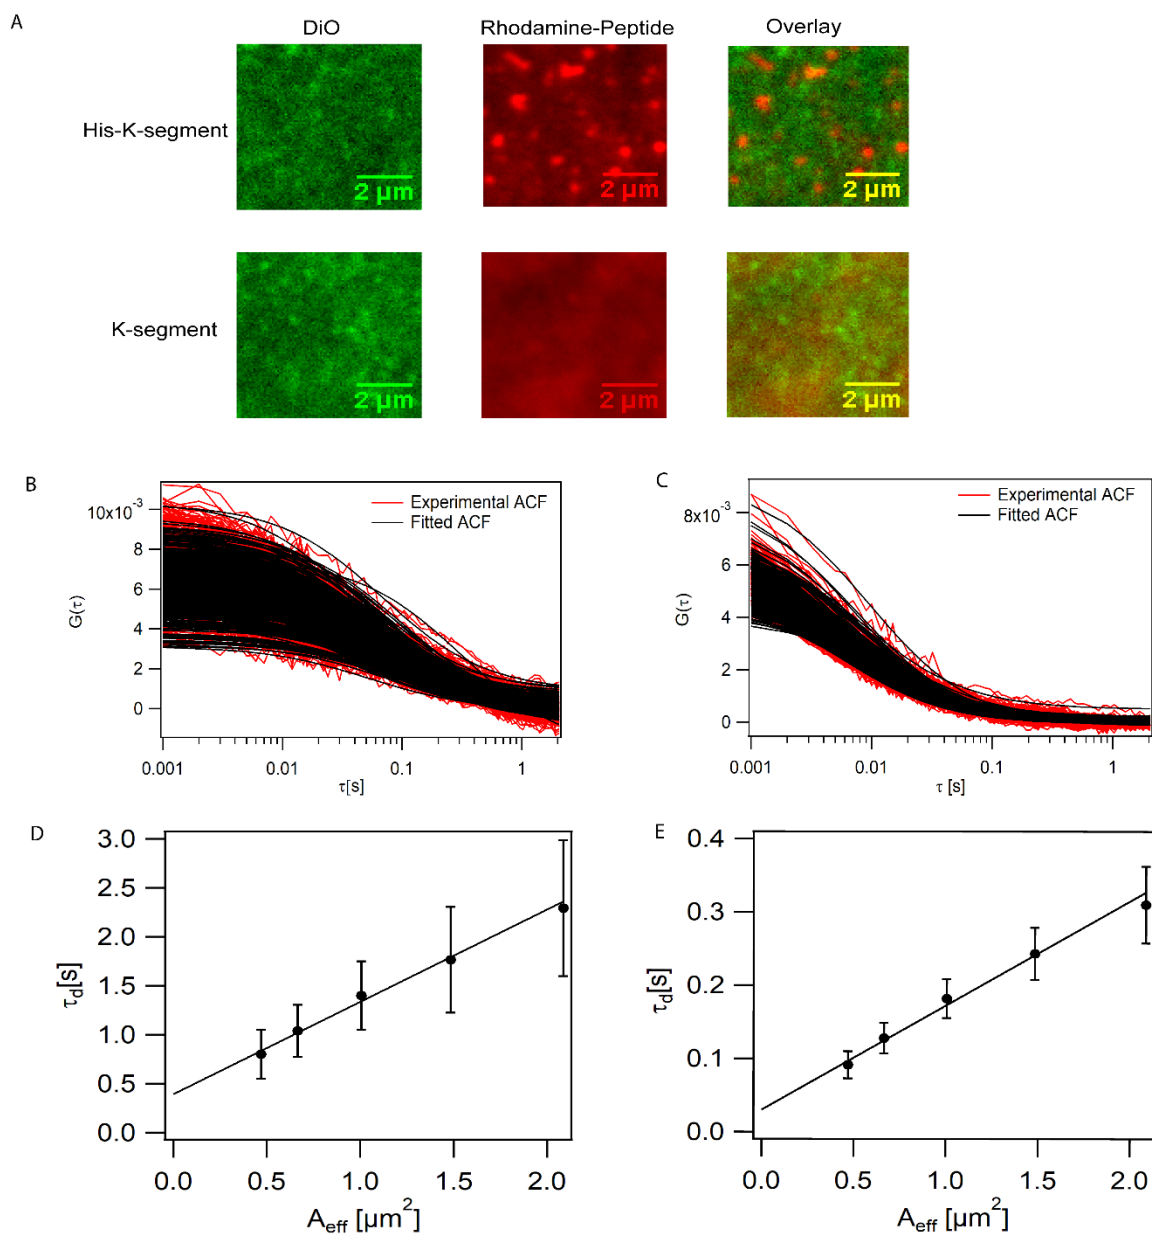 A
DiO
Rhodamine-Peptide
Overlay
His-K-segment
2 µm
2 µm
2 µm
K-segment
2 µm
2 µm
2 µm
B
G(τ)
10x10⁻³
8
6
4
2
0
Experimental ACF
Fitted ACF
0.001
0.01
0.1
1
τ[s]
C
G(τ)
8x10⁻³
6
4
2
0
Experimental ACF
Fitted ACF
0.001
0.01
0.1
1
τ [s]
D
τd[s]
3.0
2.5
2.0
1.5
1.0
0.5
0.0
0.0
0.5
1.0
1.5
2.0
Aeff [µm²]
E
τd[s]
0.4
0.3
0.2
0.1
0.0
0.0
0.5
1.0
1.5
2.0
Aeff [µm²]